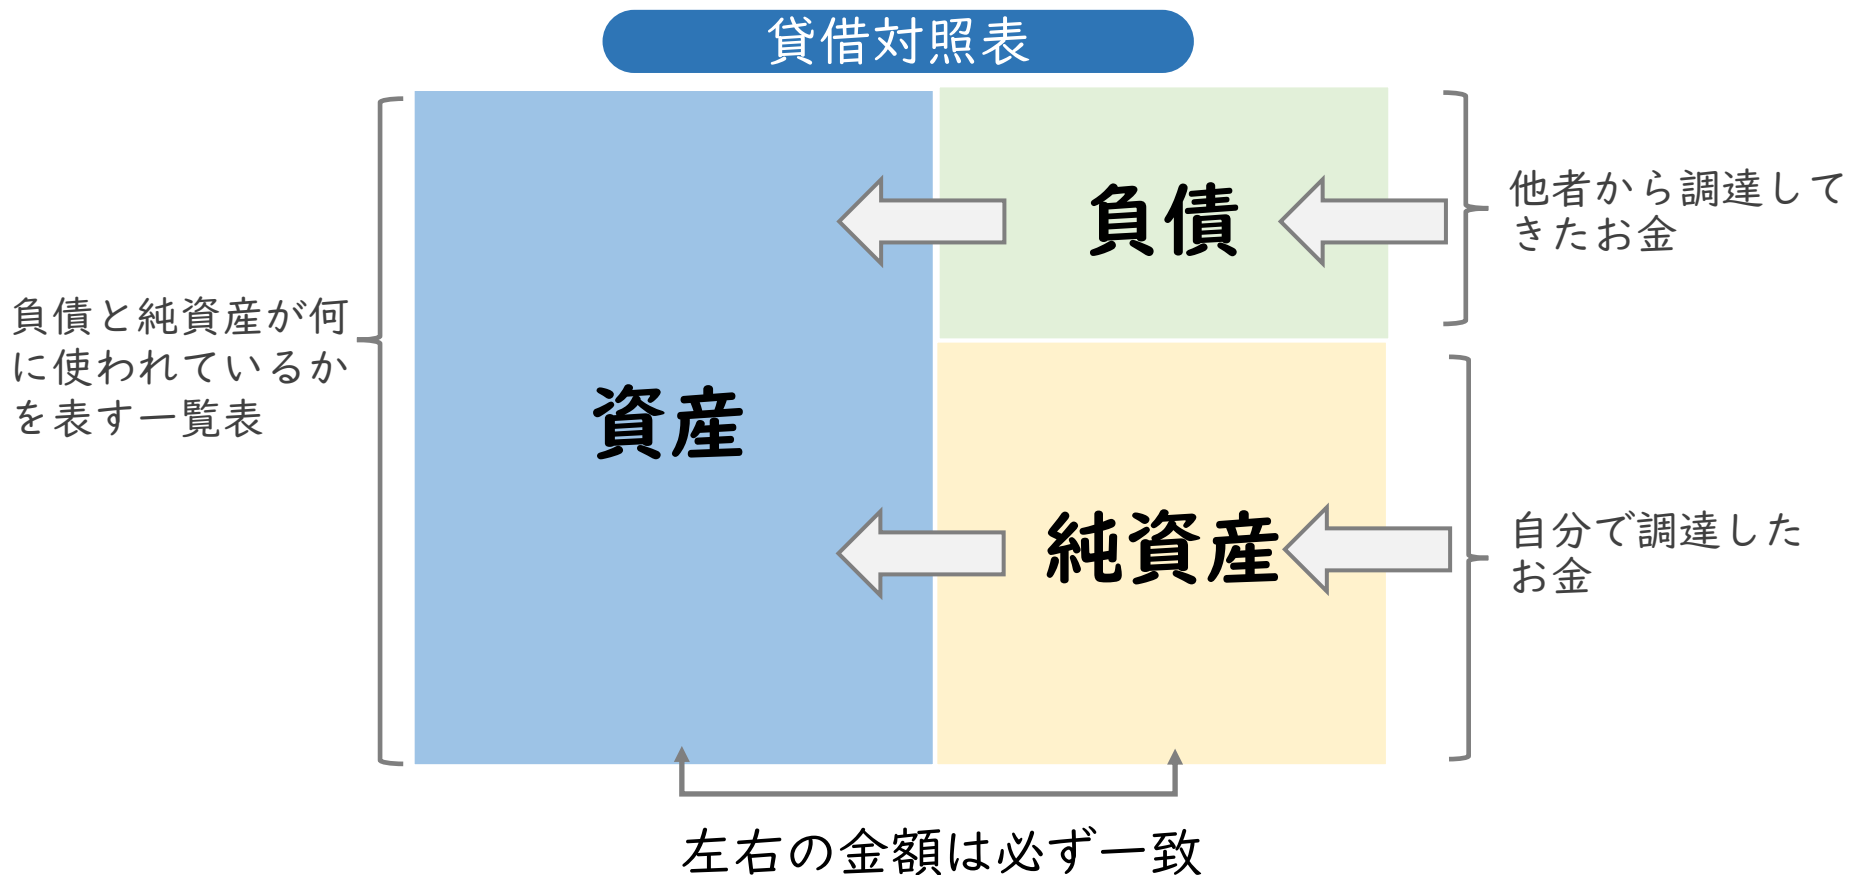 貸借対照表
負債と純資産が何
に使われているか
を表す一覧表
資産
負債
純資産
他者から調達して
きたお金
自分で調達した
お金
左右の金額は必ず一致